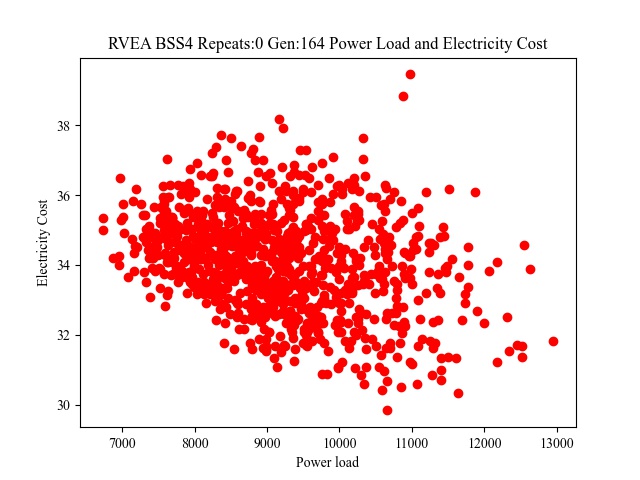 RVEA BSS4 Repeats:0 Gen:164 Power Load and Electricity Cost
38
36
34
32
30
Electricity Cost
7000 8000 9000 10000 11000 12000 13000
Power load